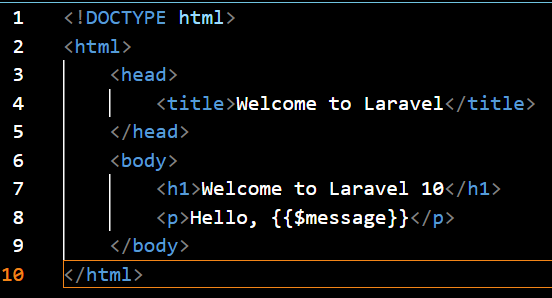 1 <!DOCTYPE html>
2 <html>
3 <head>
4 <title>Welcome to Laravel</title>
5 </head>
6 <body>
7 <h1>Welcome to Laravel 10</h1>
8 <p>Hello, {{$message}}</p>
9 </body>
10 </html>